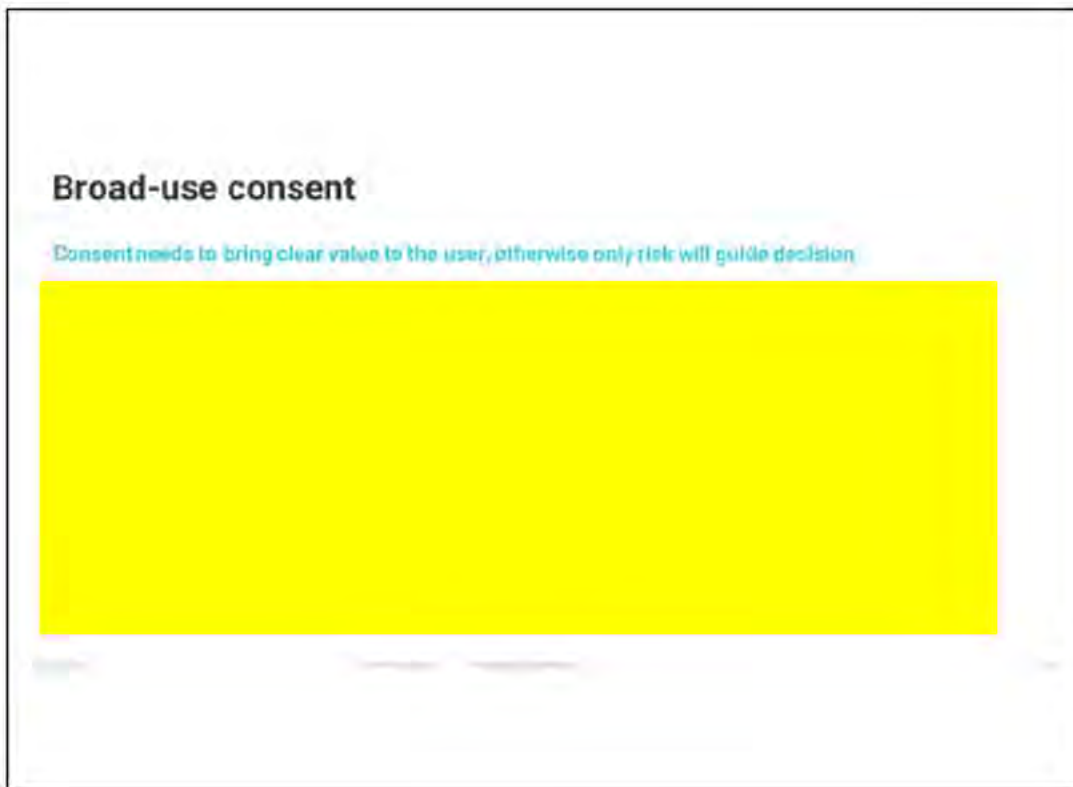 Broad-use consent
Consent needs to bring clear value to the user, otherwise only risk will guide decision